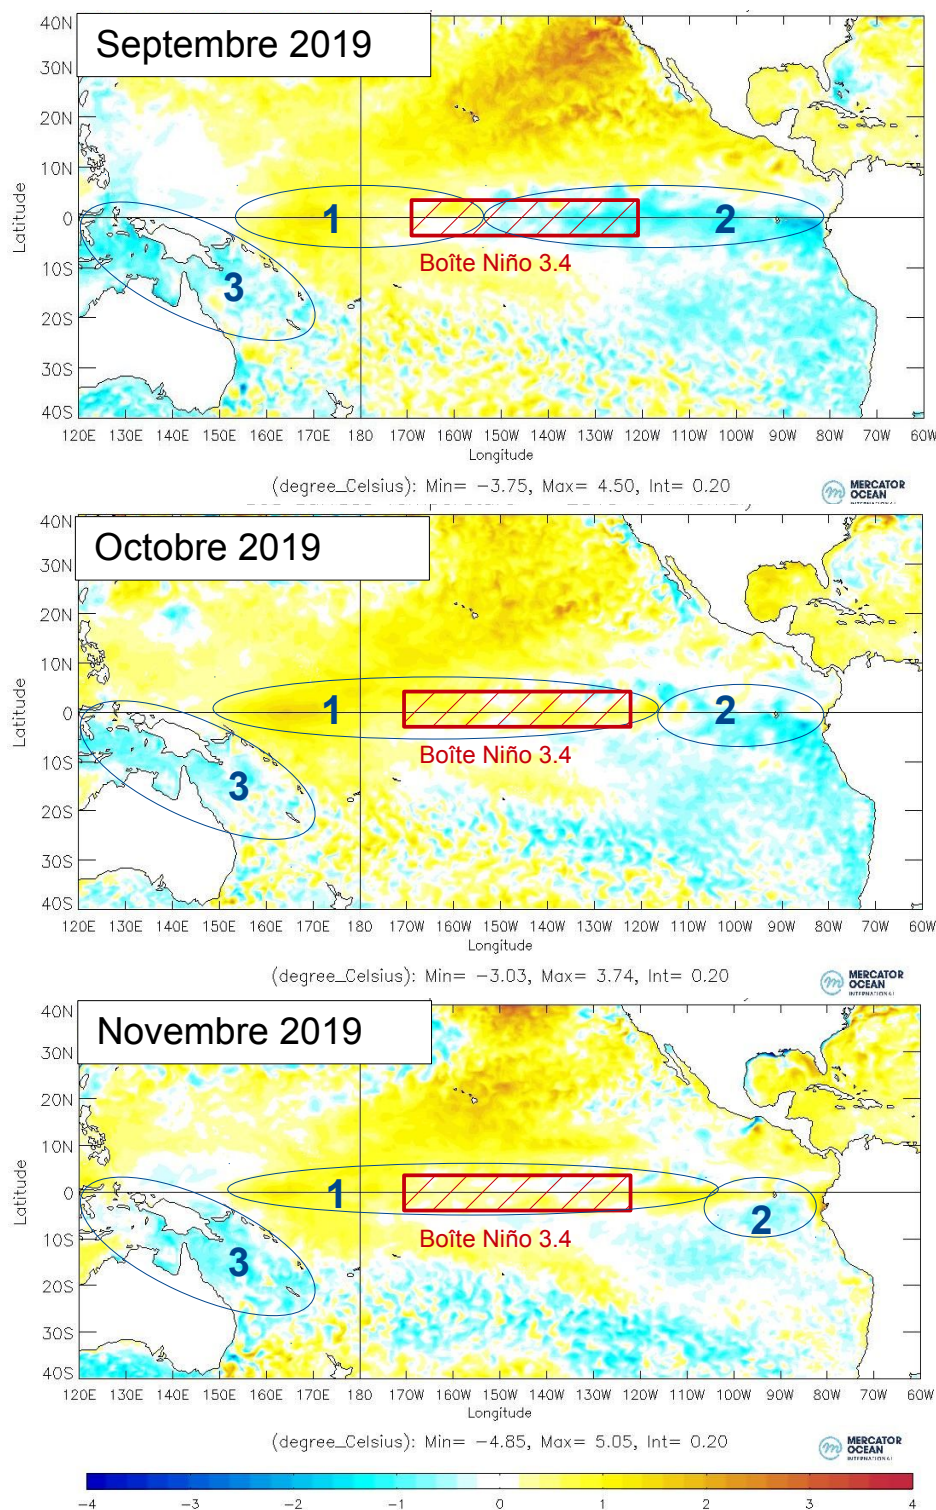 Septembre 2019
40N
30N
20N
10N
0
10S
20S
30S
40S
Latitude
1
2
3
Boîte Niño 3.4
120E 130E 140E 150E 160E 170E 180 170W 160W 150W 140W 130W 120W 110W 100W 90W 80W 70W 60W
Longitude
(degree_Celsius): Min= -3.75, Max= 4.50, Int= 0.20
MERCATOR
OCEAN
INTERNATIONAL
Octobre 2019
40N
30N
20N
10N
0
10S
20S
30S
40S
Latitude
1
2
3
Boîte Niño 3.4
120E 130E 140E 150E 160E 170E 180 170W 160W 150W 140W 130W 120W 110W 100W 90W 80W 70W 60W
Longitude
(degree_Celsius): Min= -3.03, Max= 3.74, Int= 0.20
MERCATOR
OCEAN
INTERNATIONAL
Novembre 2019
40N
30N
20N
10N
0
10S
20S
30S
40S
Latitude
1
2
3
Boîte Niño 3.4
120E 130E 140E 150E 160E 170E 180 170W 160W 150W 140W 130W 120W 110W 100W 90W 80W 70W 60W
Longitude
(degree_Celsius): Min= -4.85, Max= 5.05, Int= 0.20
MERCATOR
OCEAN
INTERNATIONAL
-4 -3 -2 -1 0 1 2 3 4